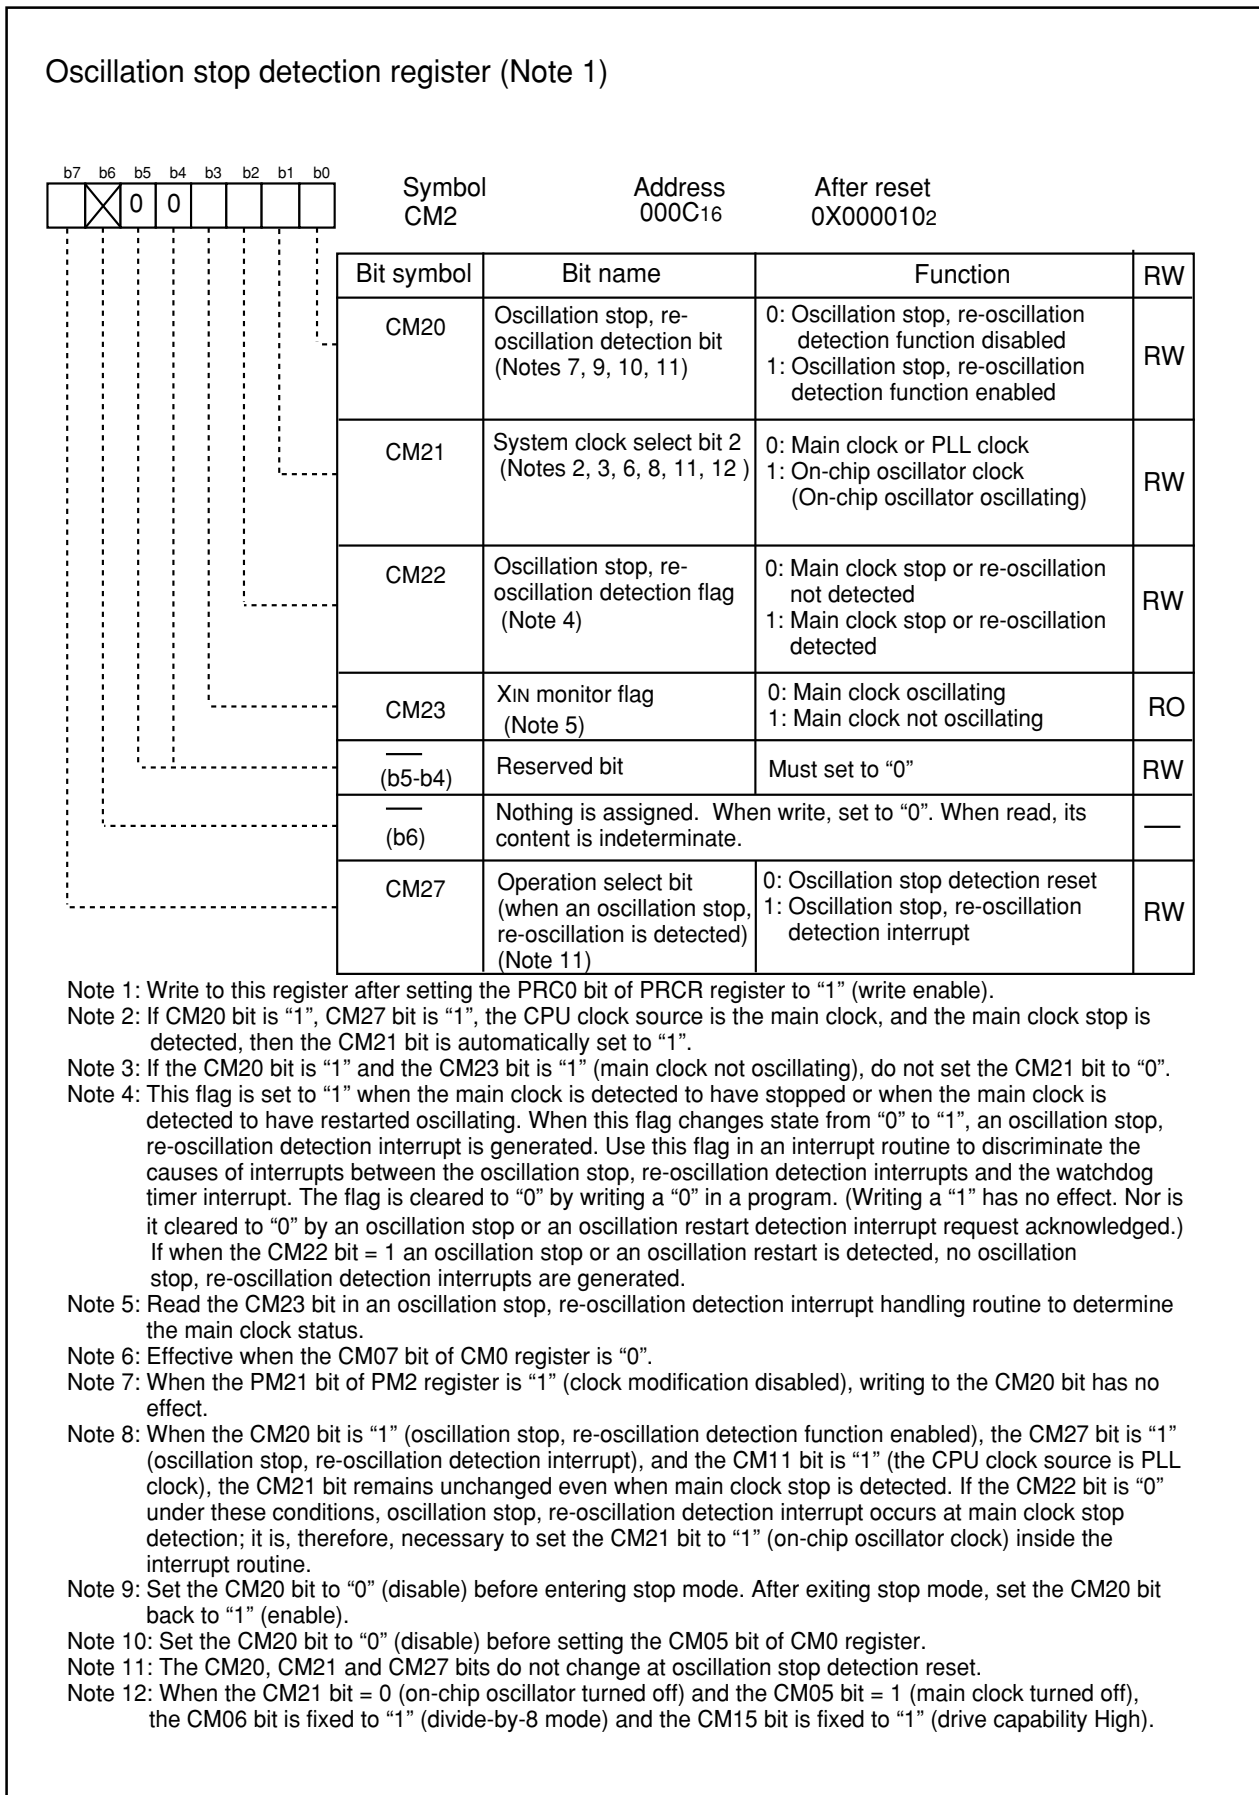 Oscillation stop detection register (Note 1)
b7 b6 b5 b4 b3 b2 b1 b0
0 0
Symbol Address After reset
CM2 000C16 0X0000102
Bit symbol Bit name Function RW
CM20 Oscillation stop, re-
oscillation detection bit
(Notes 7, 9, 10, 11)
0: Oscillation stop, re-oscillation
detection function disabled
1: Oscillation stop, re-oscillation
detection function enabled
RW
CM21 System clock select bit 2
(Notes 2, 3, 6, 8, 11, 12 )
0: Main clock or PLL clock
1: On-chip oscillator clock
(On-chip oscillator oscillating)
RW
CM22 Oscillation stop, re-
oscillation detection flag
(Note 4)
0: Main clock stop or re-oscillation
not detected
1: Main clock stop or re-oscillation
detected
RW
CM23 XIN monitor flag
(Note 5)
0: Main clock oscillating
1: Main clock not oscillating
RO
(b5-b4) Reserved bit Must set to “0” RW
(b6) Nothing is assigned. When write, set to “0”. When read, its
content is indeterminate.
CM27 Operation select bit
(when an oscillation stop,
re-oscillation is detected)
(Note 11)
0: Oscillation stop detection reset
1: Oscillation stop, re-oscillation
detection interrupt
RW
Note 1: Write to this register after setting the PRC0 bit of PRCR register to “1” (write enable).
Note 2: If CM20 bit is “1”, CM27 bit is “1”, the CPU clock source is the main clock, and the main clock stop is
detected, then the CM21 bit is automatically set to “1”.
Note 3: If the CM20 bit is “1” and the CM23 bit is “1” (main clock not oscillating), do not set the CM21 bit to “0”.
Note 4: This flag is set to “1” when the main clock is detected to have stopped or when the main clock is
detected to have restarted oscillating. When this flag changes state from “0” to “1”, an oscillation stop,
re-oscillation detection interrupt is generated. Use this flag in an interrupt routine to discriminate the
causes of interrupts between the oscillation stop, re-oscillation detection interrupts and the watchdog
timer interrupt. The flag is cleared to “0” by writing a “0” in a program. (Writing a “1” has no effect. Nor is
it cleared to “0” by an oscillation stop or an oscillation restart detection interrupt request acknowledged.)
If when the CM22 bit = 1 an oscillation stop or an oscillation restart is detected, no oscillation
stop, re-oscillation detection interrupts are generated.
Note 5: Read the CM23 bit in an oscillation stop, re-oscillation detection interrupt handling routine to determine
the main clock status.
Note 6: Effective when the CM07 bit of CM0 register is “0”.
Note 7: When the PM21 bit of PM2 register is “1” (clock modification disabled), writing to the CM20 bit has no
effect.
Note 8: When the CM20 bit is “1” (oscillation stop, re-oscillation detection function enabled), the CM27 bit is “1”
(oscillation stop, re-oscillation detection interrupt), and the CM11 bit is “1” (the CPU clock source is PLL
clock), the CM21 bit remains unchanged even when main clock stop is detected. If the CM22 bit is “0”
under these conditions, oscillation stop, re-oscillation detection interrupt occurs at main clock stop
detection; it is, therefore, necessary to set the CM21 bit to “1” (on-chip oscillator clock) inside the
interrupt routine.
Note 9: Set the CM20 bit to “0” (disable) before entering stop mode. After exiting stop mode, set the CM20 bit
back to “1” (enable).
Note 10: Set the CM20 bit to “0” (disable) before setting the CM05 bit of CM0 register.
Note 11: The CM20, CM21 and CM27 bits do not change at oscillation stop detection reset.
Note 12: When the CM21 bit = 0 (on-chip oscillator turned off) and the CM05 bit = 1 (main clock turned off),
the CM06 bit is fixed to “1” (divide-by-8 mode) and the CM15 bit is fixed to “1” (drive capability High).